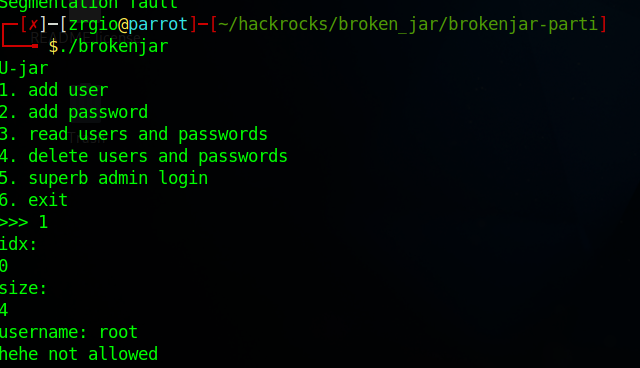 Segmentation fault
┌─[✗]─[zrgio@parrot]─[~/hackrocks/broken_jar/brokenjar-parti]
└──╼ $./brokenjar
U-jar
1. add user
2. add password
3. read users and passwords
4. delete users and passwords
5. superb admin login
6. exit
>>> 1
idx:
0
size:
4
username: root
hehe not allowed